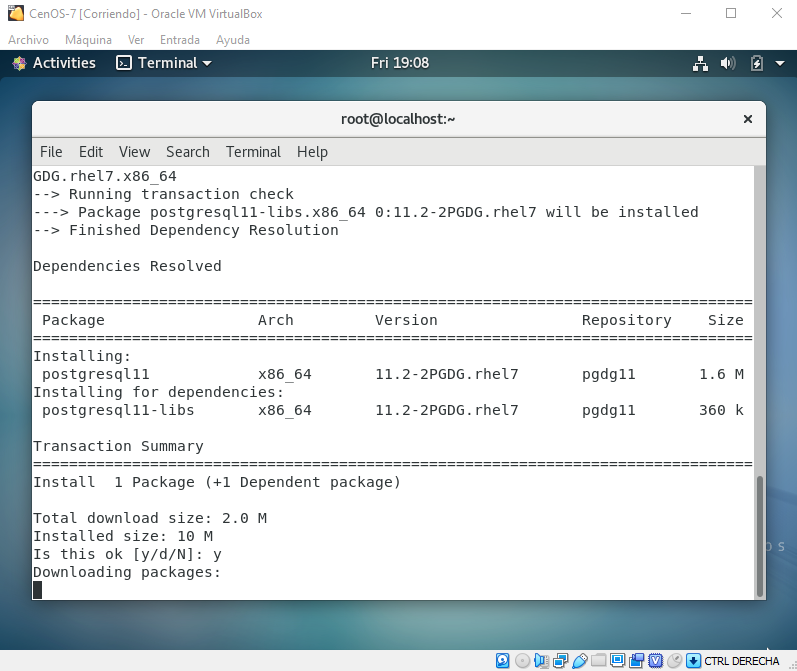 CenOS-7 [Corriendo] - Oracle VM VirtualBox
Archivo Máquina Ver Entrada Ayuda
Activities Terminal Fri 19:08
root@localhost:~
File Edit View Search Terminal Help
GDG.rhel7.x86_64
--> Running transaction check
---> Package postgresql11-libs.x86_64 0:11.2-2PGDG.rhel7 will be installed
--> Finished Dependency Resolution
Dependencies Resolved
================================================================================
Package Arch Version Repository Size
================================================================================
Installing:
postgresql11 x86_64 11.2-2PGDG.rhel7 pgdg11 1.6 M
Installing for dependencies:
postgresql11-libs x86_64 11.2-2PGDG.rhel7 pgdg11 360 k
Transaction Summary
================================================================================
Install  1 Package (+1 Dependent package)
Total download size: 2.0 M
Installed size: 10 M
Is this ok [y/d/N]: y
Downloading packages:
CTRL DERECHA